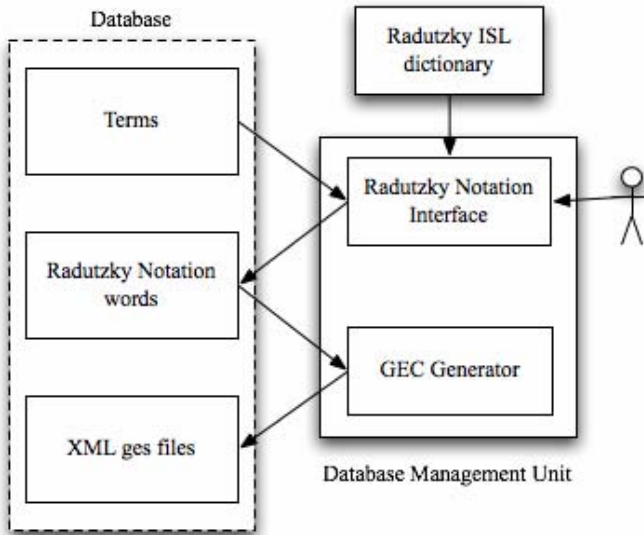 Database
Terms
Radutzky Notation
words
XML ges files
Radutzky ISL
dictionary
Radutzky Notation
Interface
GEC Generator
Database Management Unit